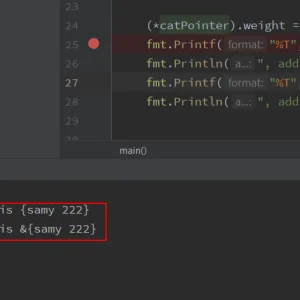 23
24 (*catPointer).weight =
25 fmt.Printf( format: "%T"
26 fmt.Println( a...: ", add
27 fmt.Printf( format: "%T"
28 fmt.Println( a...: ", add
29
main()
is {samy 222}
is &{samy 222}